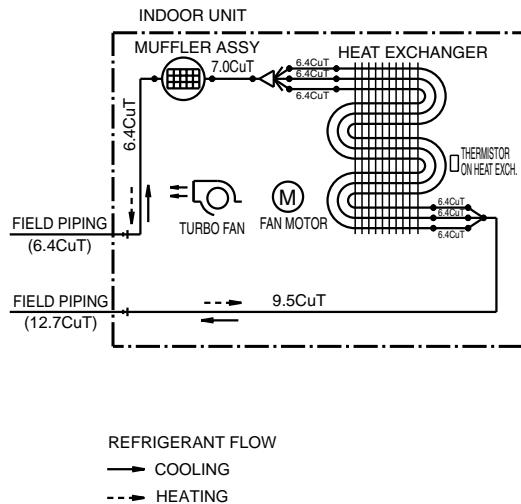 INDOOR UNIT
MUFFLER ASSY
HEAT EXCHANGER
7.0CuT
6.4CuT
6.4CuT
6.4CuT
6.4CuT
THERMISTOR
ON HEAT EXCH.
M
TURBO FAN
FAN MOTOR
6.4CuT
6.4CuT
6.4CuT
FIELD PIPING
(6.4CuT)
FIELD PIPING
(12.7CuT)
9.5CuT
REFRIGERANT FLOW
COOLING
HEATING